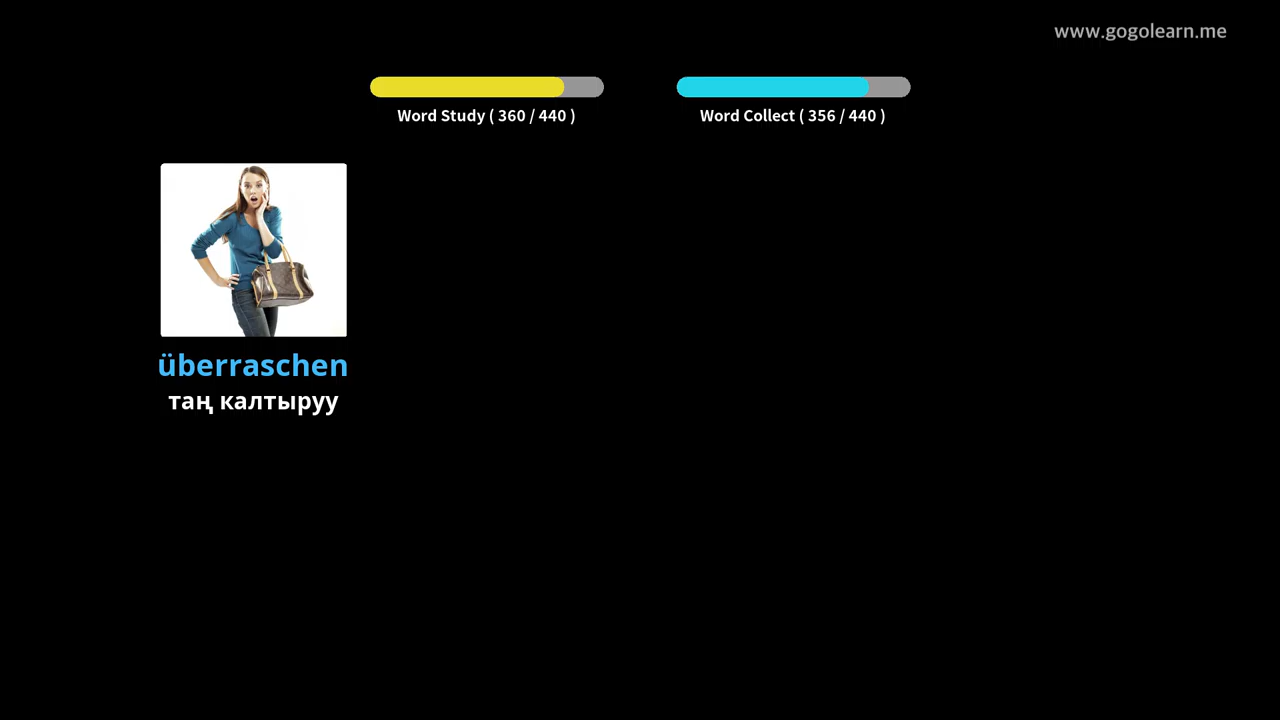 www.gogolearn.me
Word Study ( 360 / 440 )
Word Collect ( 356 / 440 )
überraschen
таң калтыруу